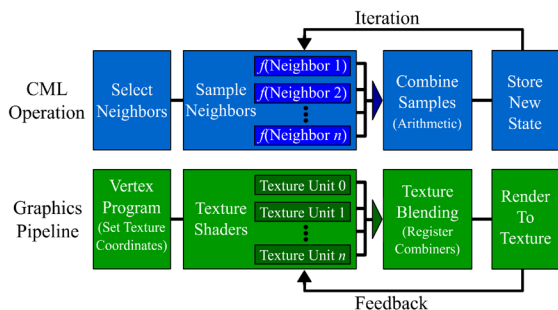 Iteration
CML
Operation
Select
Neighbors
Sample
Neighbors
f(Neighbor 1)
f(Neighbor 2)
f(Neighbor n)
Combine
Samples
(Arithmetic)
Store
New
State
Graphics
Pipeline
Vertex
Program
(Set Texture
Coordinates)
Texture
Shaders
Texture Unit 0
Texture Unit 1
Texture Unit n
Texture
Blending
(Register
Combiners)
Render
To
Texture
Feedback